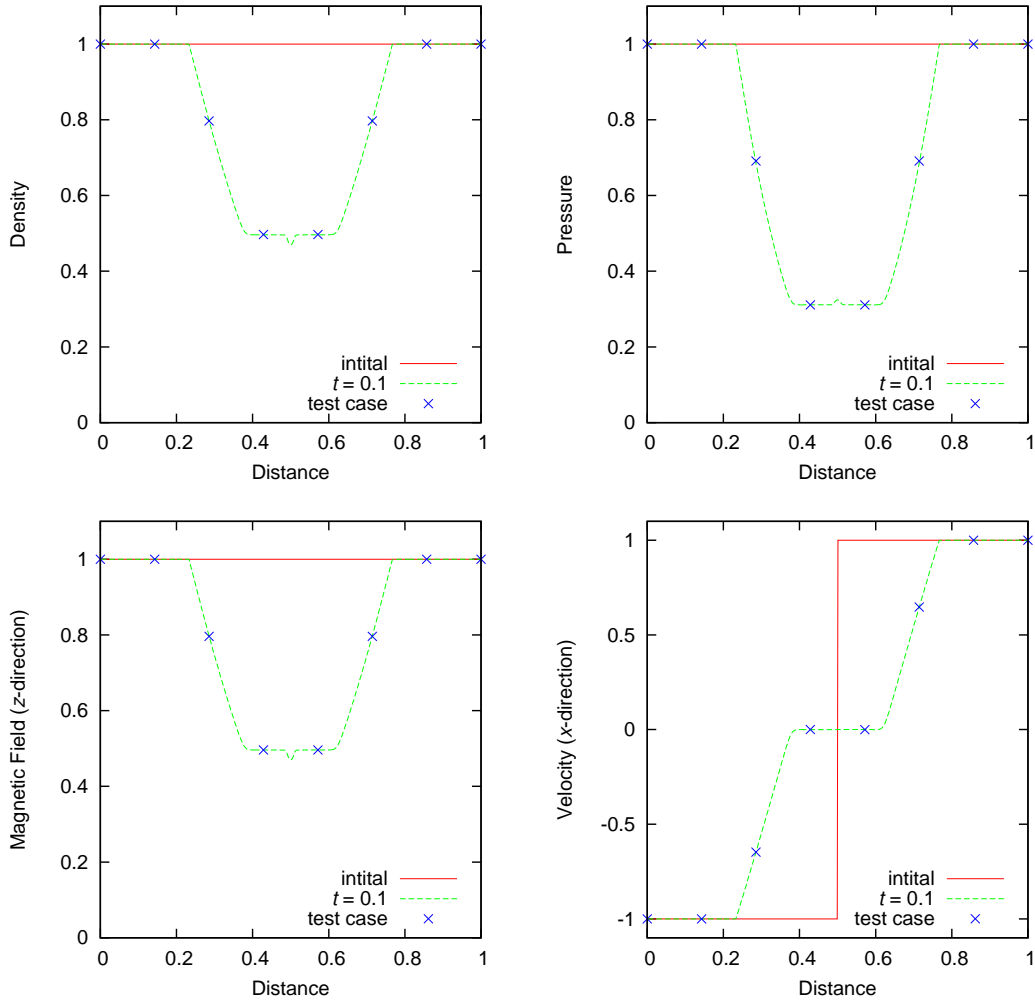 1
0.8
0.6
0.4
0.2
0
0 0.2 0.4 0.6 0.8 1
Density
Distance
intital
t = 0.1
test case
1
0.8
0.6
0.4
0.2
0
0 0.2 0.4 0.6 0.8 1
Pressure
Distance
intital
t = 0.1
test case
1
0.8
0.6
0.4
0.2
0
0 0.2 0.4 0.6 0.8 1
Magnetic Field (z-direction)
Distance
intital
t = 0.1
test case
1
0.5
0
-0.5
-1
0 0.2 0.4 0.6 0.8 1
Velocity (x-direction)
Distance
intital
t = 0.1
test case